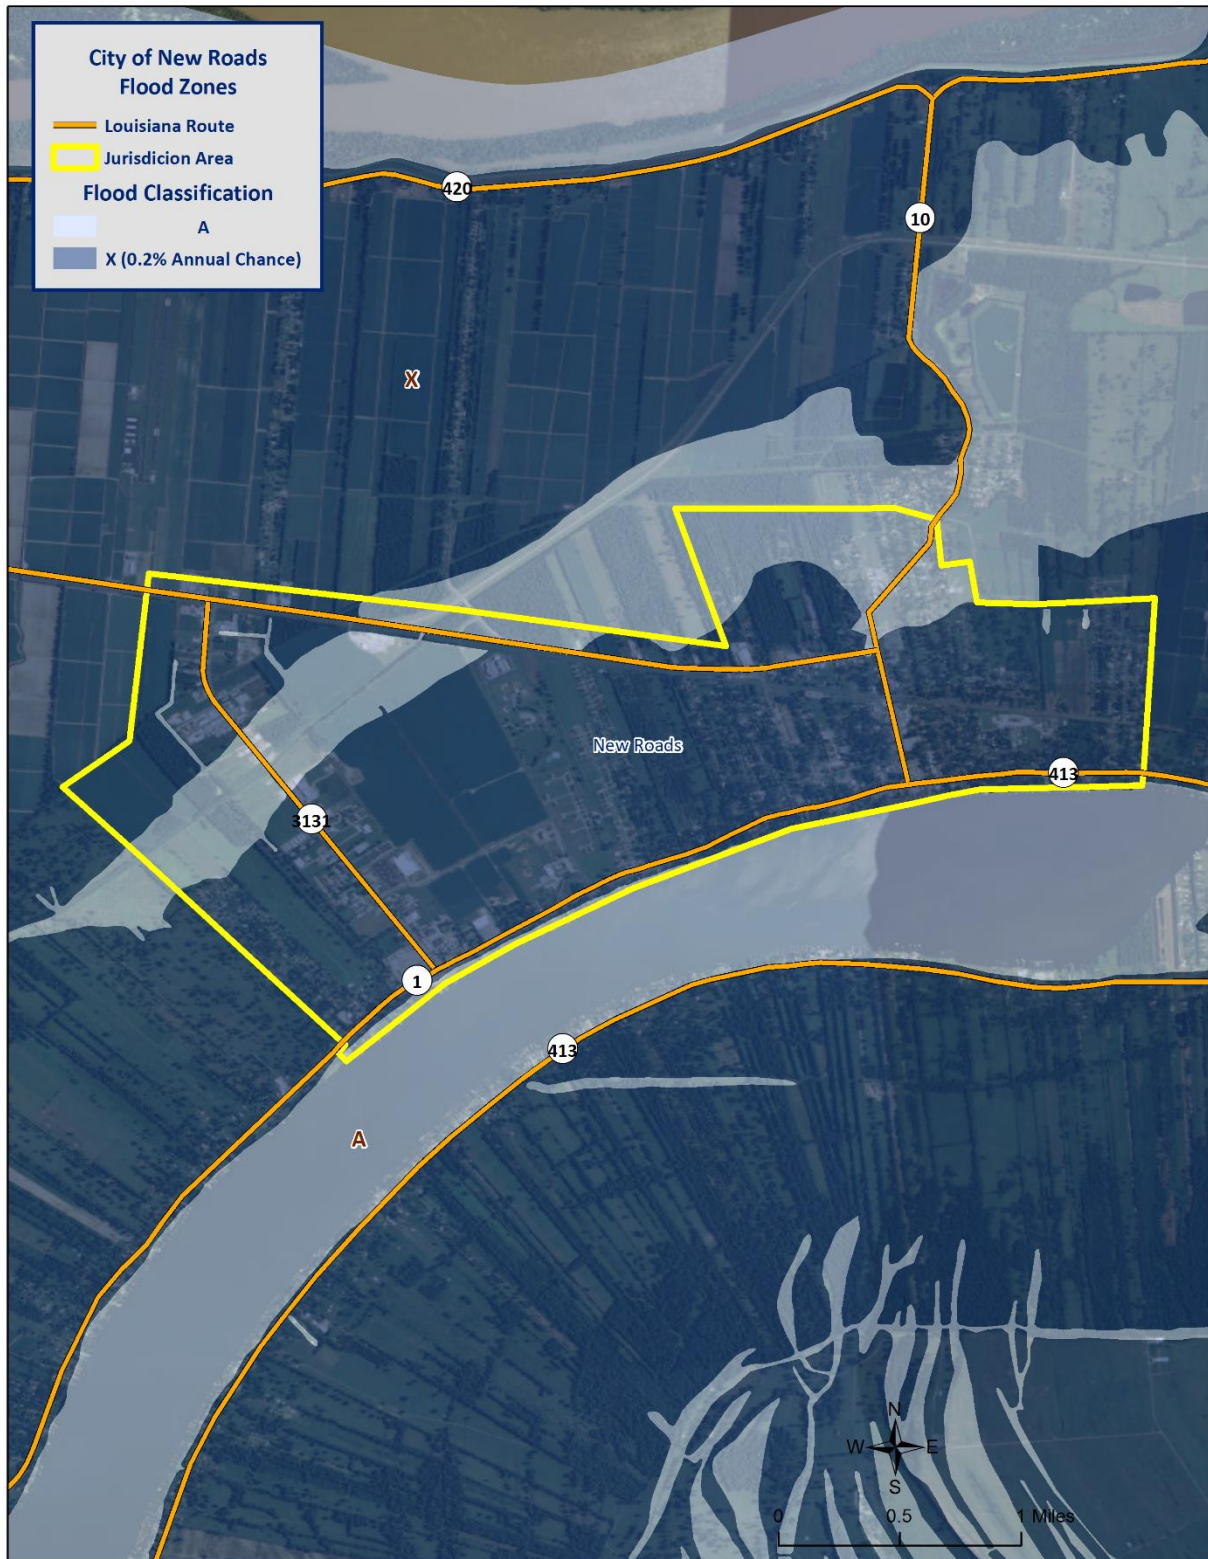 City of New Roads
Flood Zones
Louisiana Route
Jurisdicion Area
Flood Classification
A
X (0.2% Annual Chance)
420
10
X
New Roads
413
3131
1
413
A
N
W E
S
0 0.5 1 Miles